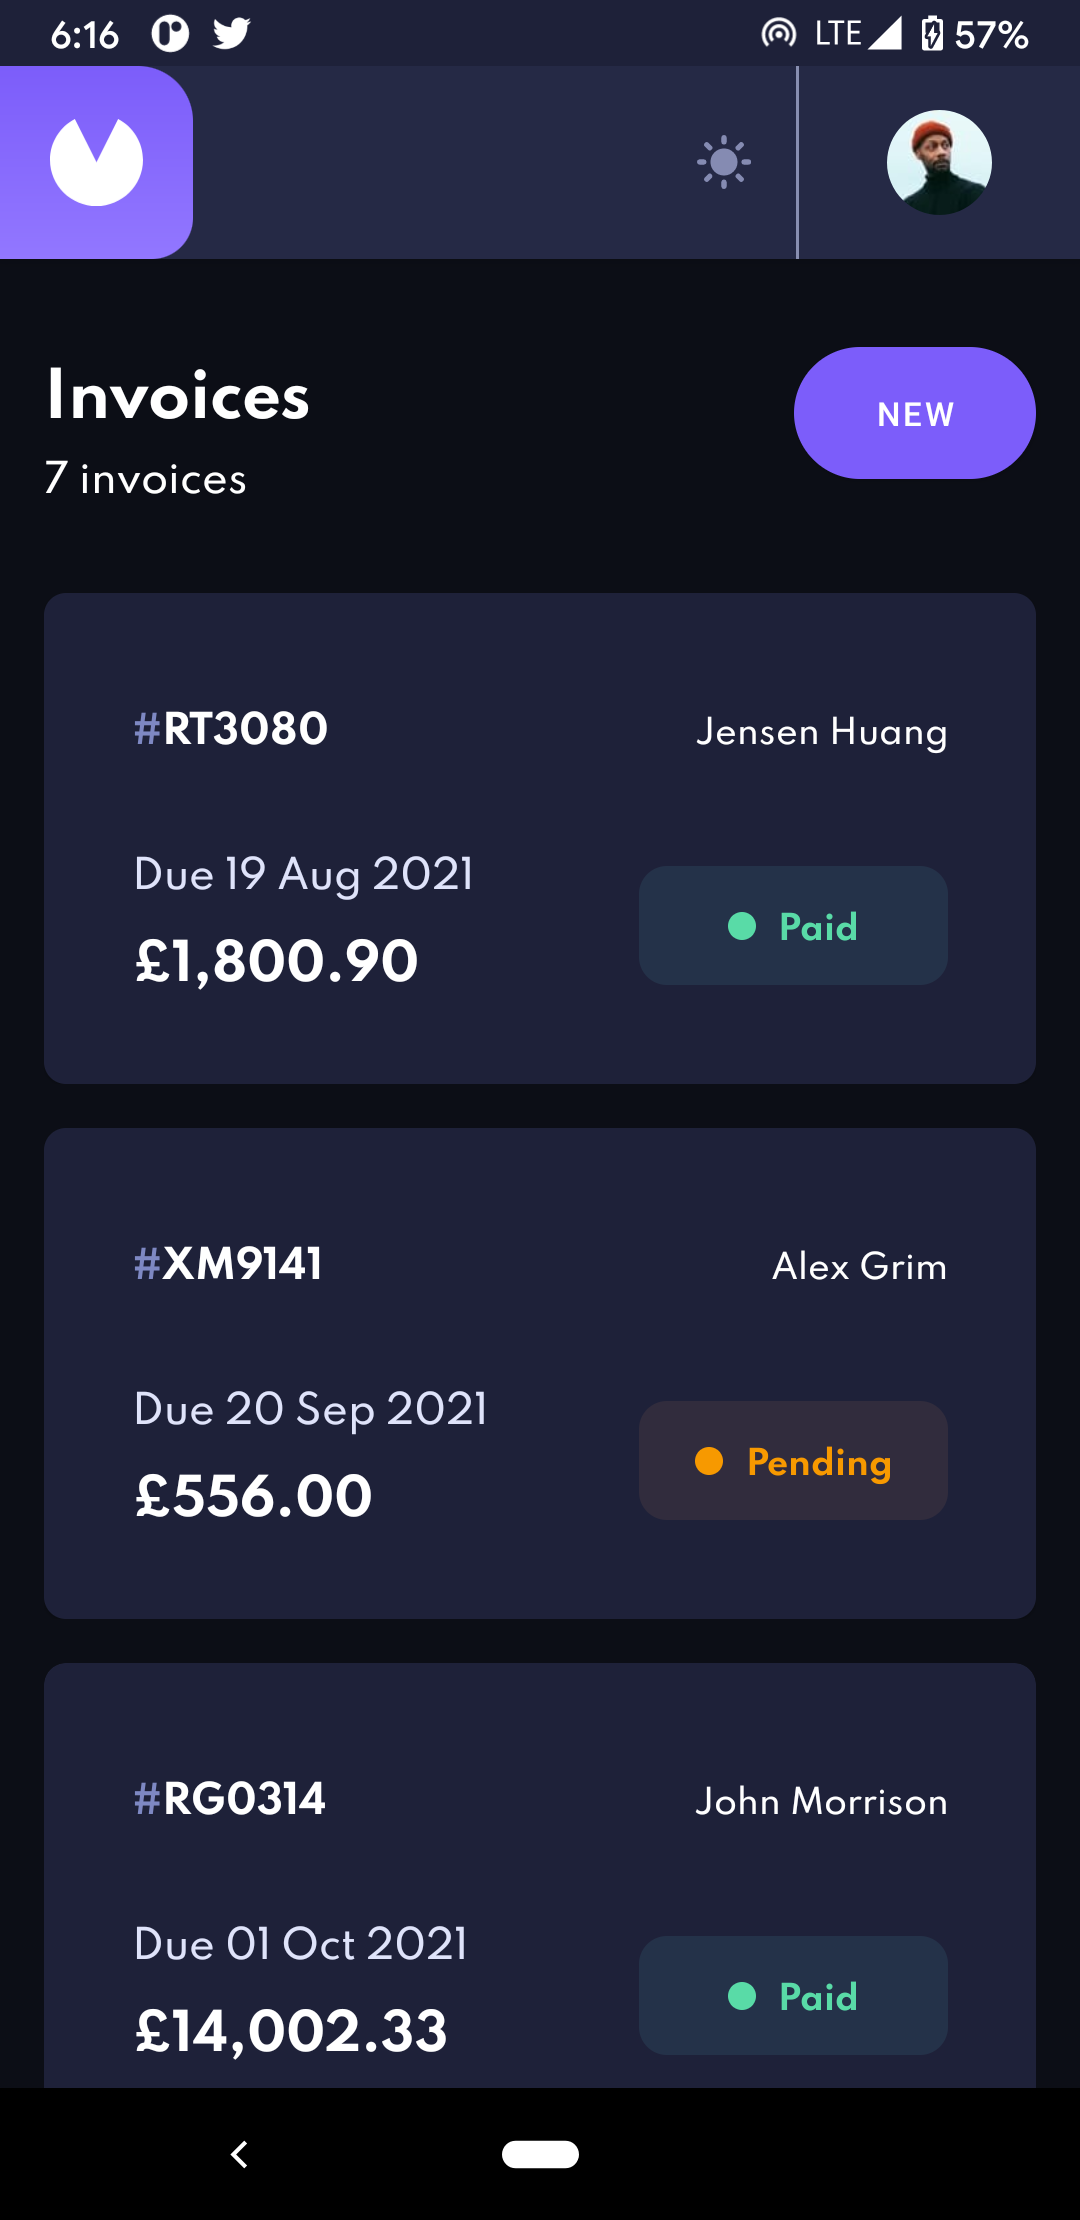 6:16 LTE 57%
Invoices
NEW
7 invoices
#RT3080 Jensen Huang
Due 19 Aug 2021
Paid
£1,800.90
#XM9141 Alex Grim
Due 20 Sep 2021
Pending
£556.00
#RG0314 John Morrison
Due 01 Oct 2021
Paid
£14,002.33